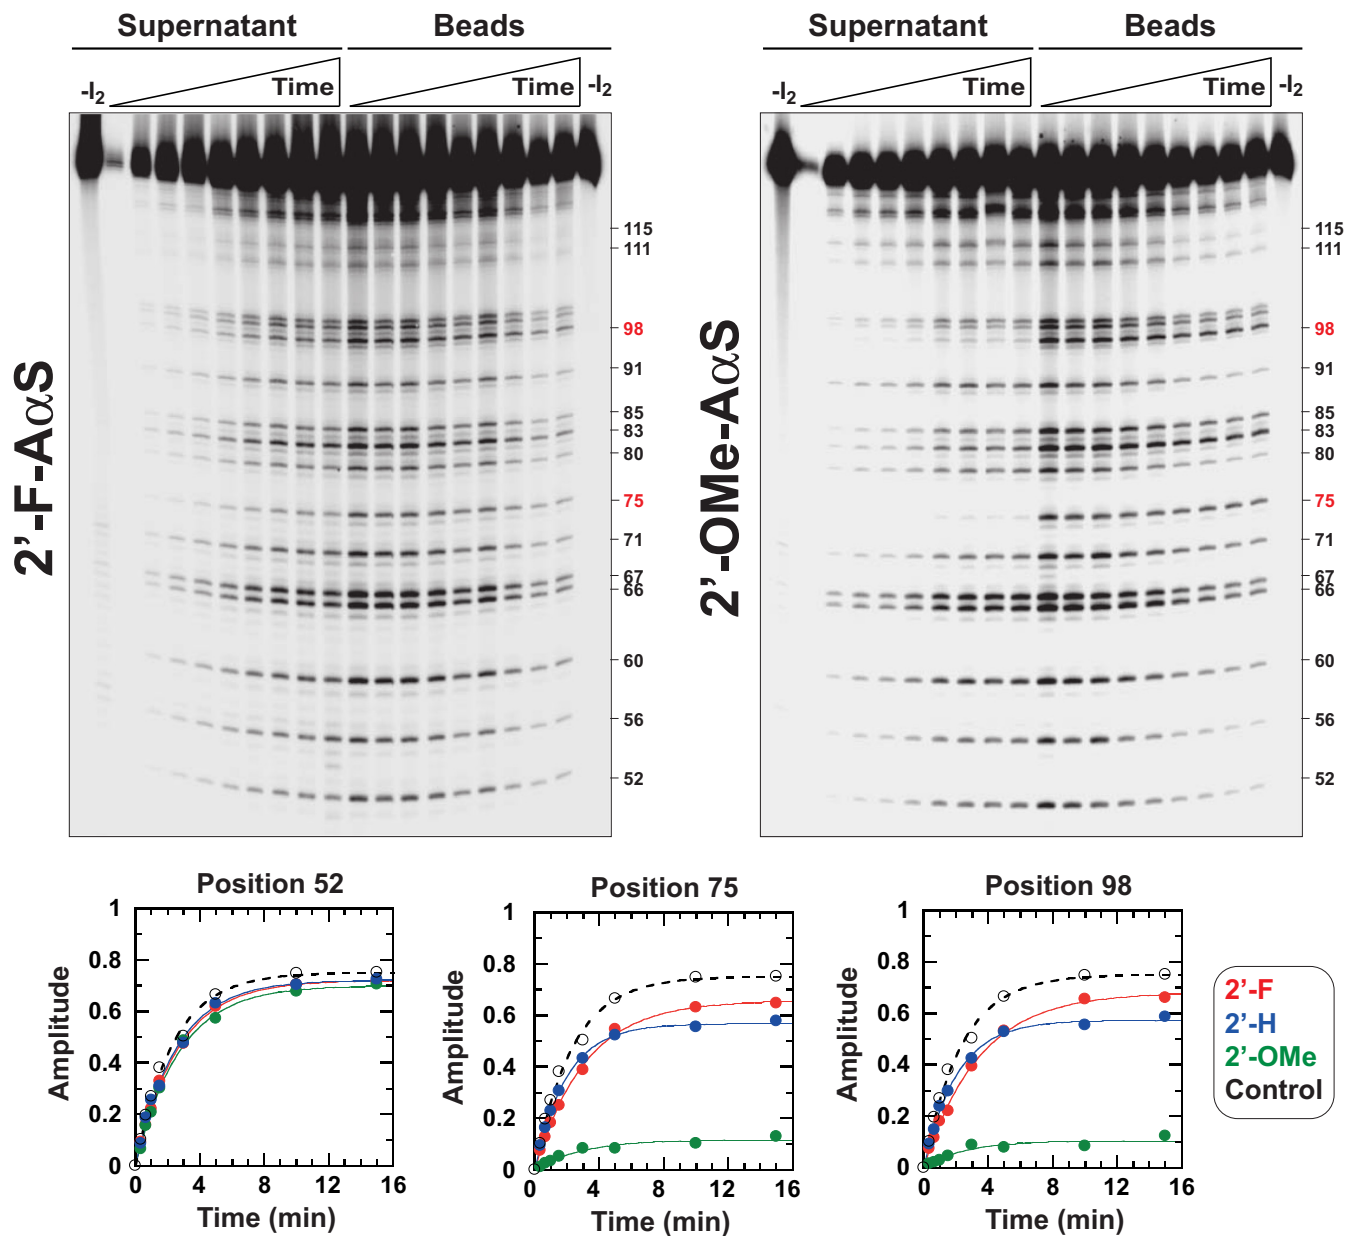 Supernatant Beads
-I2 Time Time -I2
2'-F-AαS
115
111
98
91
85
83
80
75
71
67
66
60
56
52
Supernatant Beads
-I2 Time Time -I2
2'-OMe-AαS
115
111
98
91
85
83
80
75
71
67
66
60
56
52
Position 52
1
0.8
0.6
0.4
0.2
0
0 4 8 12 16
Amplitude
Time (min)
Position 75
1
0.8
0.6
0.4
0.2
0
0 4 8 12 16
Amplitude
Time (min)
Position 98
1
0.8
0.6
0.4
0.2
0
0 4 8 12 16
Amplitude
Time (min)
2'-F
2'-H
2'-OMe
Control